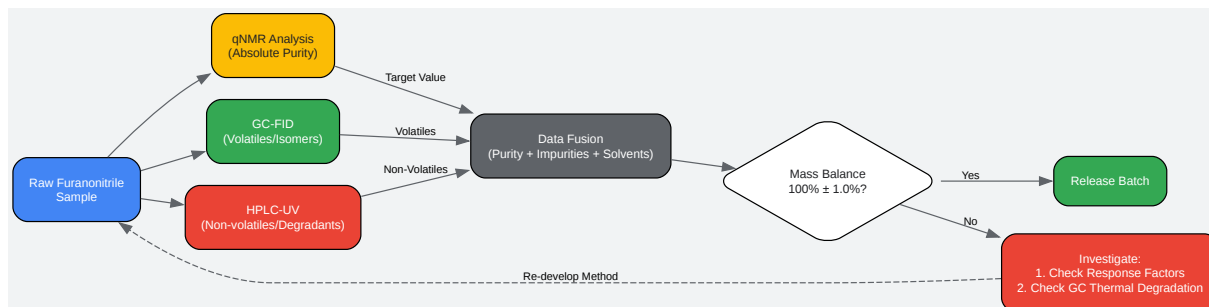 qNMR Analysis
(Absolute Purity)
Target Value
GC-FID
(Volatiles/Isomers)
Volatiles
Data Fusion
(Purity + Impurities + Solvents)
Non-Volatiles
Raw Furanonitrile
Sample
HPLC-UV
(Non-volatiles/Degradants)
Mass Balance
100% ± 1.0%?
Yes
Release Batch
No
Investigate:
1. Check Response Factors
2. Check GC Thermal Degradation
Re-develop Method